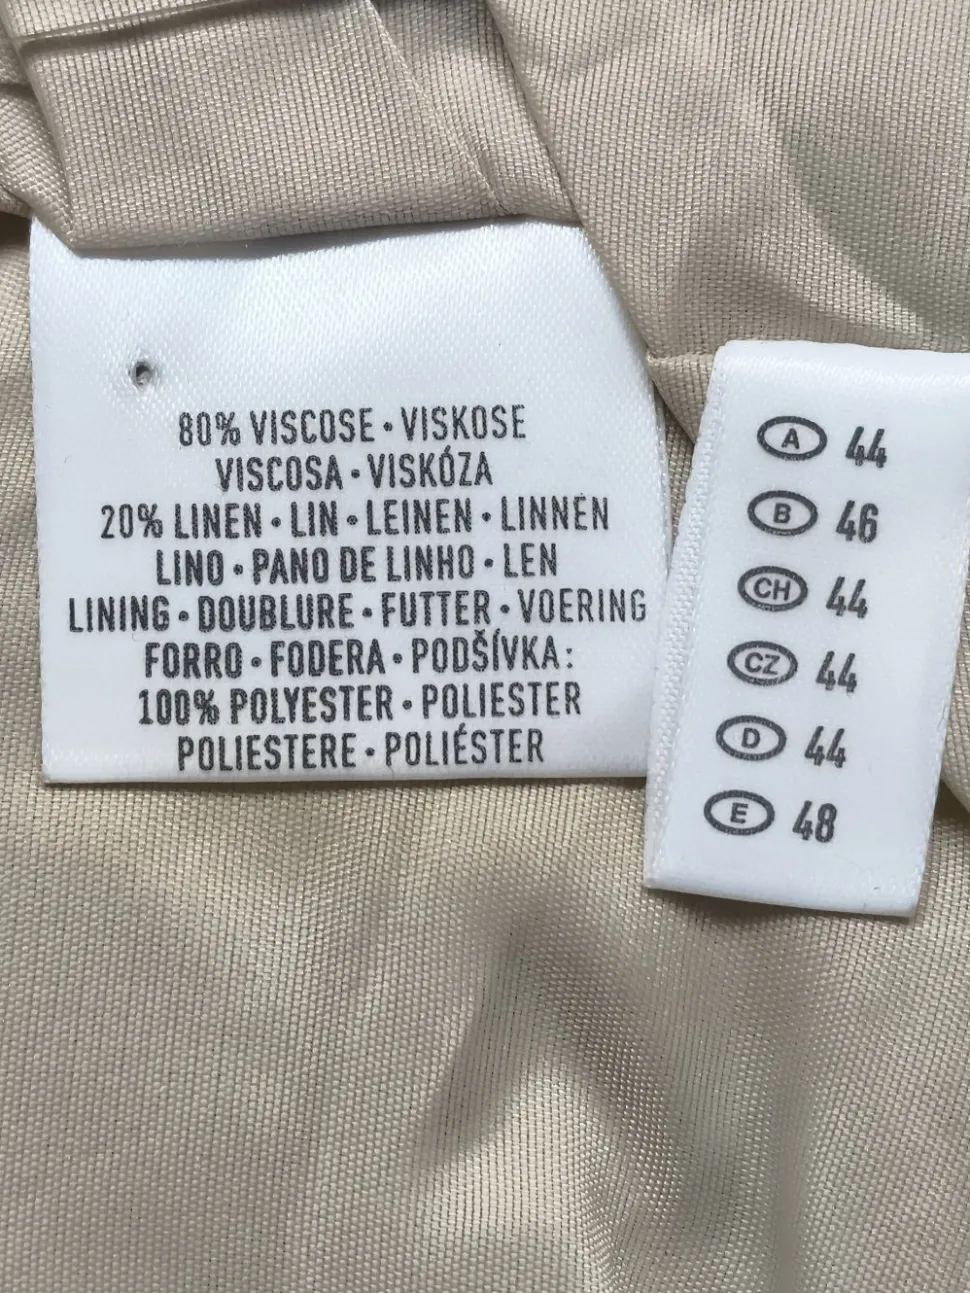 80% VISCOSE • VISKOSE
VISCOSA • VISKÓZA
20% LINEN • LIN • LEINEN • LINNEN
LINO • PANO DE LINHO • LEN
LINING • DOUBLURE • FUTTER • VOERING
FORRO • FODERA • PODŠÍVKA:
100% POLYESTER • POLIESTER
POLIESTERE • POLIÉSTER
A 44
B 46
CH 44
CZ 44
D 44
E 48